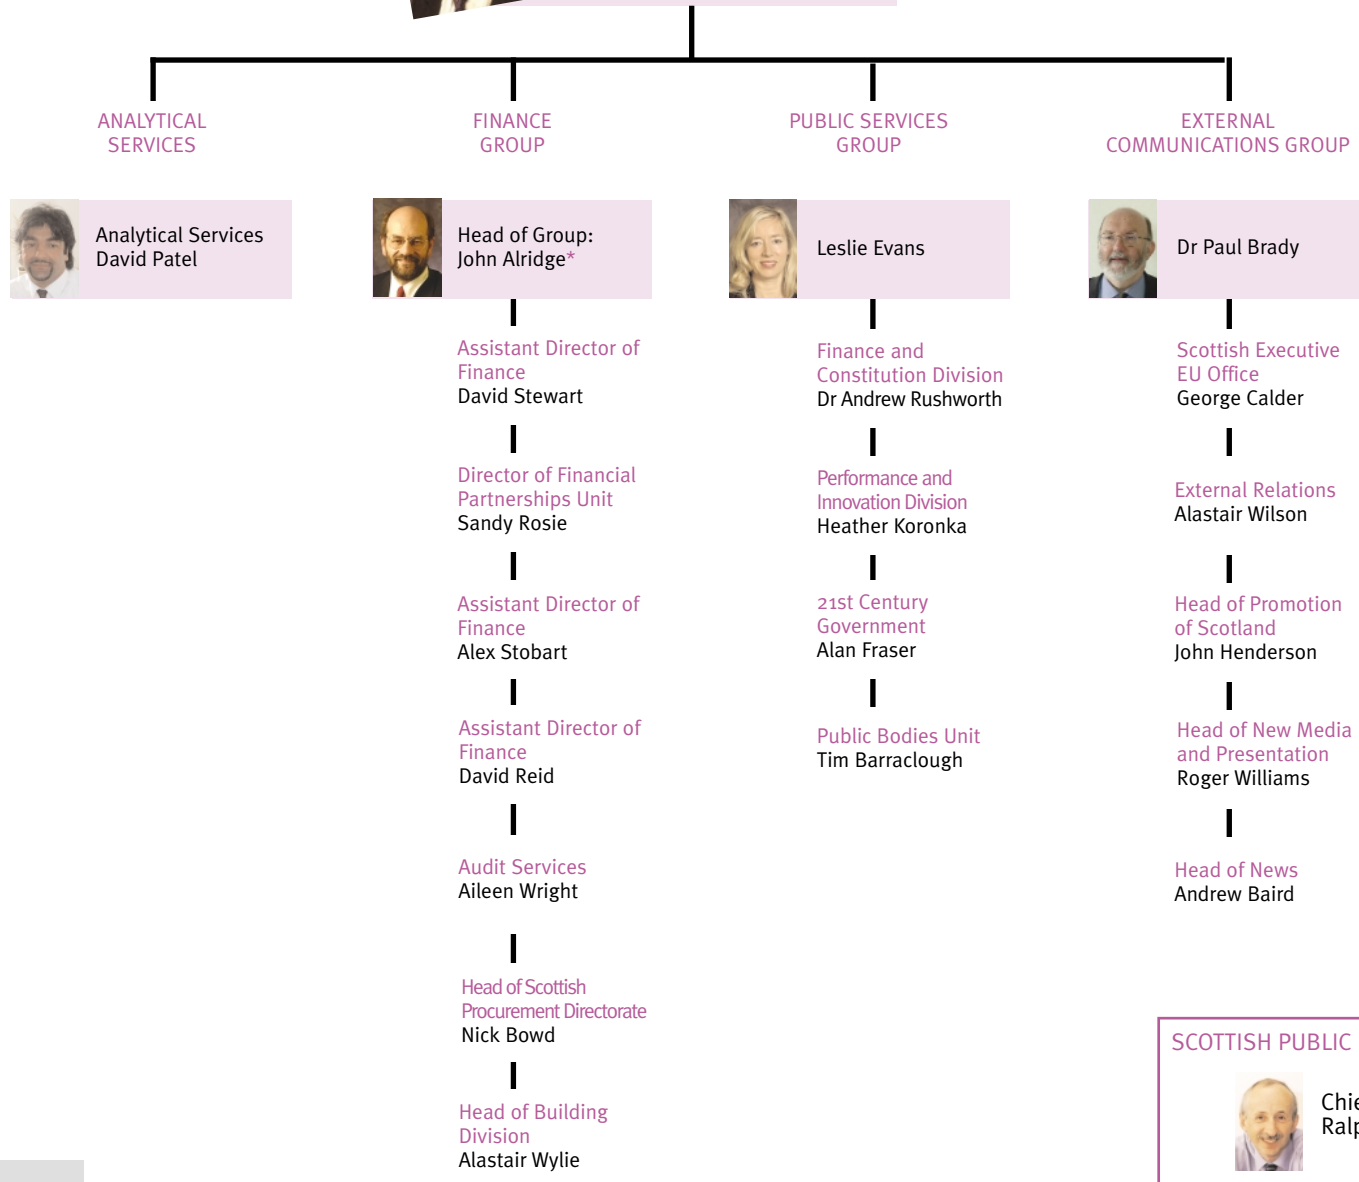 ANALYTICAL
SERVICES
Analytical Services
David Patel
FINANCE
GROUP
Head of Group:
John Alridge*
Assistant Director of
Finance
David Stewart
Director of Financial
Partnerships Unit
Sandy Rosie
Assistant Director of
Finance
Alex Stobart
Assistant Director of
Finance
David Reid
Audit Services
Aileen Wright
Head of Scottish
Procurement Directorate
Nick Bowd
Head of Building
Division
Alastair Wylie
PUBLIC SERVICES
GROUP
Leslie Evans
Finance and
Constitution Division
Dr Andrew Rushworth
Performance and
Innovation Division
Heather Koronka
21st Century
Government
Alan Fraser
Public Bodies Unit
Tim Barraclough
EXTERNAL
COMMUNICATIONS GROUP
Dr Paul Brady
Scottish Executive
EU Office
George Calder
External Relations
Alastair Wilson
Head of Promotion
of Scotland
John Henderson
Head of New Media
and Presentation
Roger Williams
Head of News
Andrew Baird
SCOTTISH PUBLIC